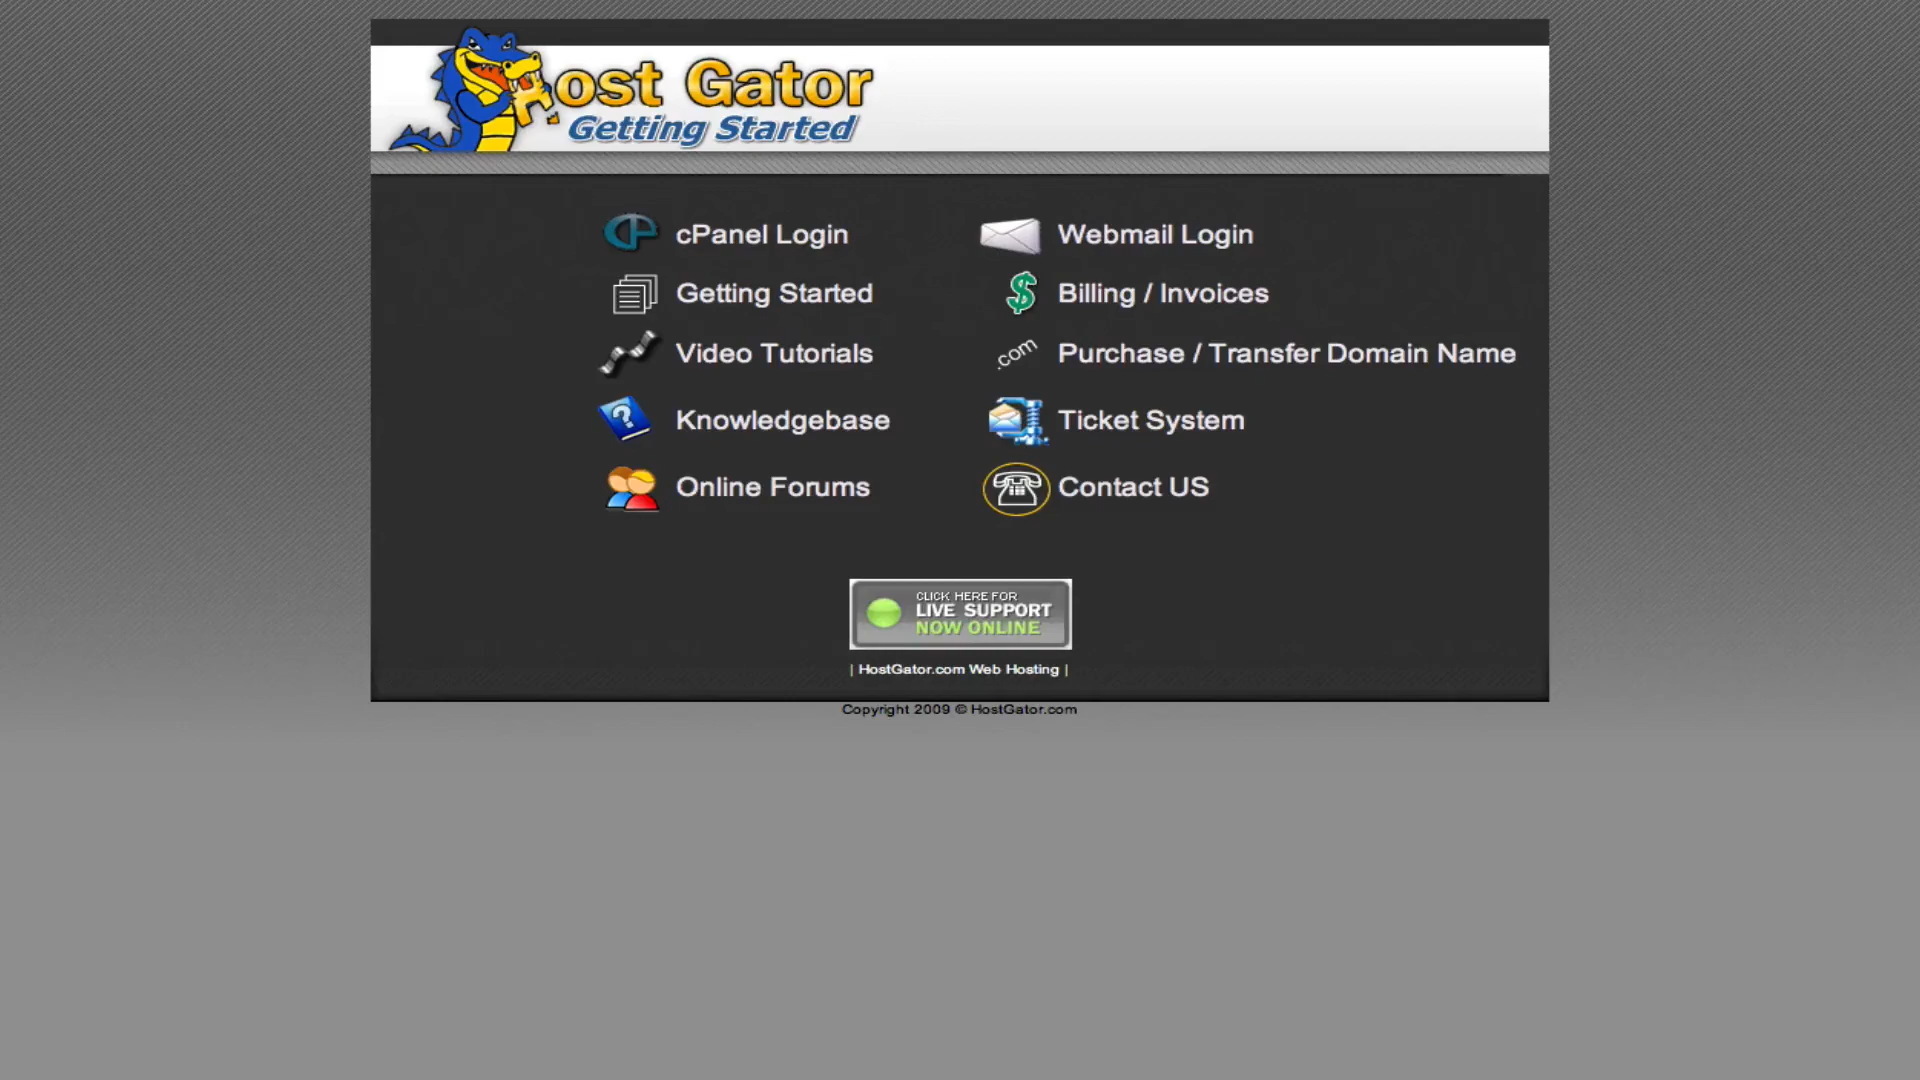 Host Gator
Getting Started
cPanel Login
Webmail Login
Getting Started
Billing / Invoices
Video Tutorials
.com
Purchase / Transfer Domain Name
Knowledgebase
Ticket System
Online Forums
Contact US
CLICK HERE FOR
LIVE SUPPORT
NOW ONLINE
| HostGator.com Web Hosting |
Copyright 2009 © HostGator.com